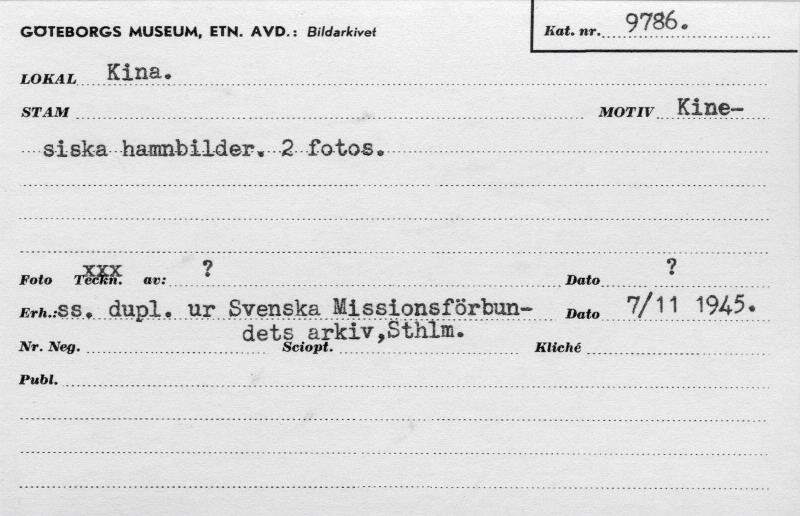 GÖTEBORGS MUSEUM, ETN. AVD.: Bildarkivet
Kat. nr. 9786.
LOKAL Kina.
STAM MOTIV Kine-
siska hamnbilder. 2 fotos.
Foto Teckn. av: ? Dato ?
xxx
Erh.: ss. dupl. ur Svenska Missionsförbun- Dato 7/11 1945.
dets arkiv,Sthlm.
Nr. Neg. Sciopt. Kliché
Publ.